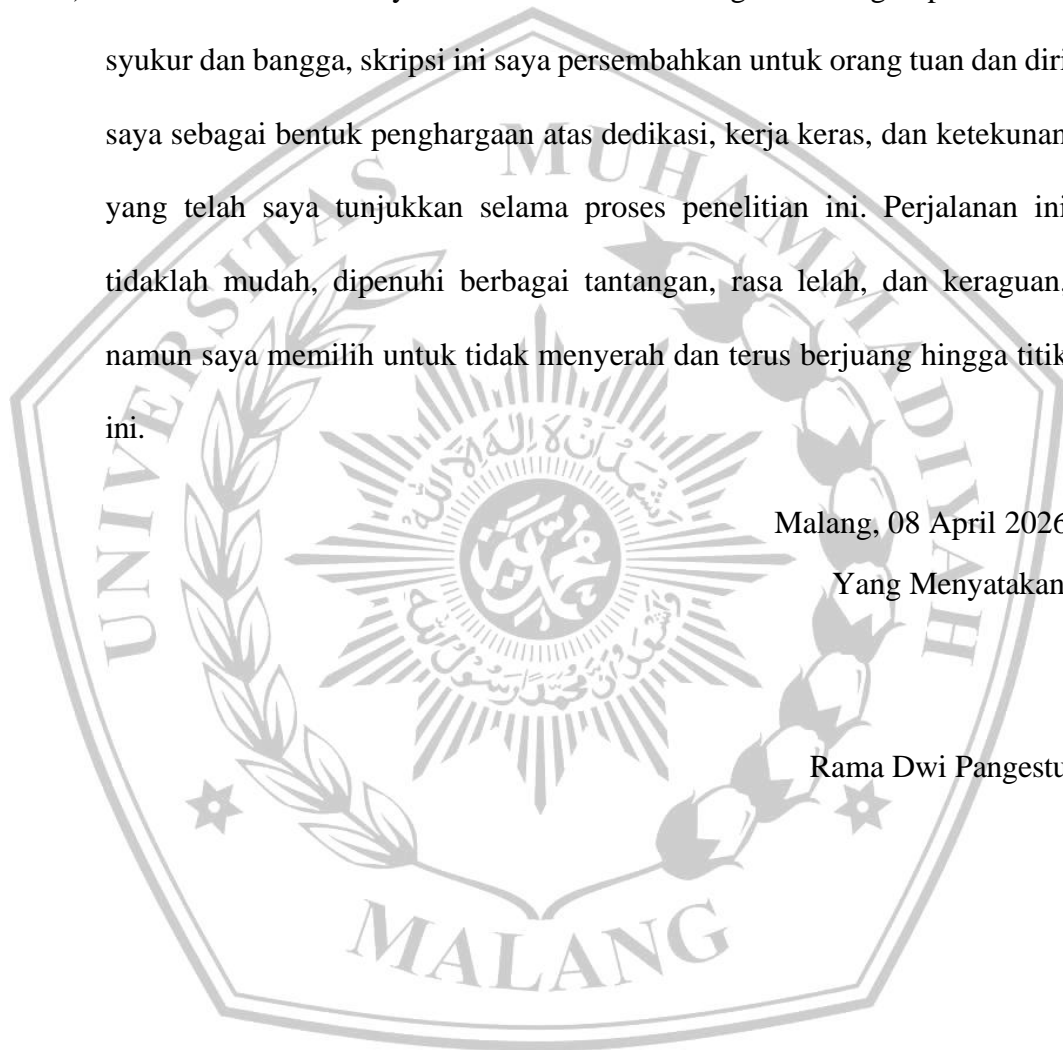 syukur dan bangga, skripsi ini saya persembahkan untuk orang tuan dan diri
saya sebagai bentuk penghargaan atas dedikasi, kerja keras, dan ketekunan
yang telah saya tunjukkan selama proses penelitian ini. Perjalanan ini
tidaklah mudah, dipenuhi berbagai tantangan, rasa lelah, dan keraguan,
namun saya memilih untuk tidak menyerah dan terus berjuang hingga titik
ini.
Malang, 08 April 2026
Yang Menyatakan
Rama Dwi Pangestu
UNIVERSITAS MUHAMMADIYAH
MALANG